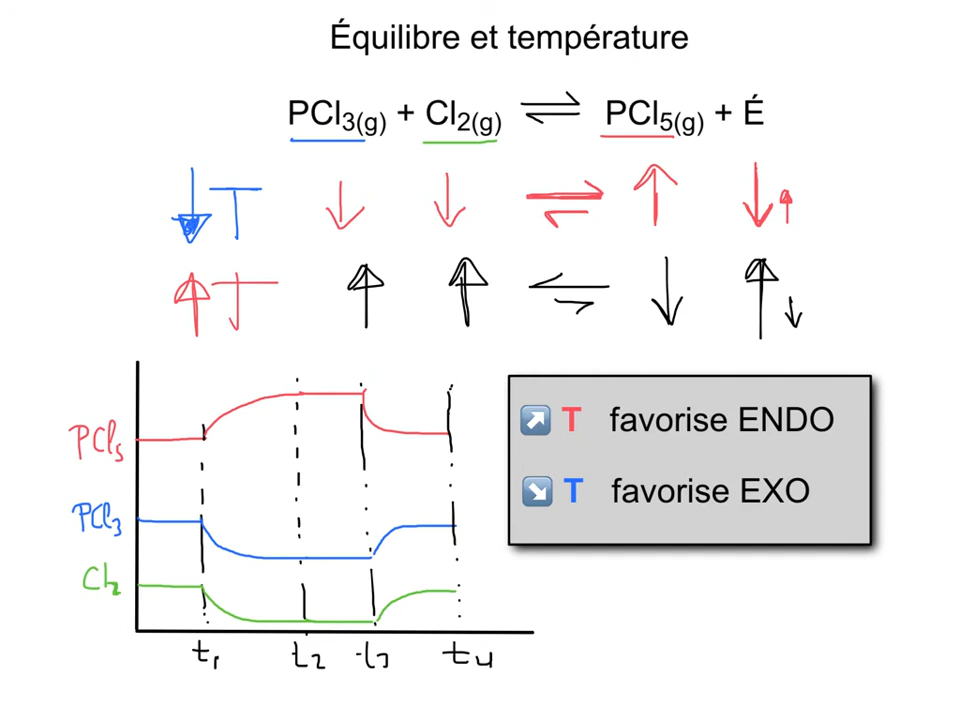 Équilibre et température
PCl3(g) + Cl2(g) ⇌ PCl5(g) + É
↓ T ↓ ↓ ⇌ ↑ ↓ ↑
↑ T ↑ ↑ ⇌ ↓ ↑ ↓
PCl5
PCl3
Cl2
t1 t2 t3 t4
↗ T favorise ENDO
↘ T favorise EXO